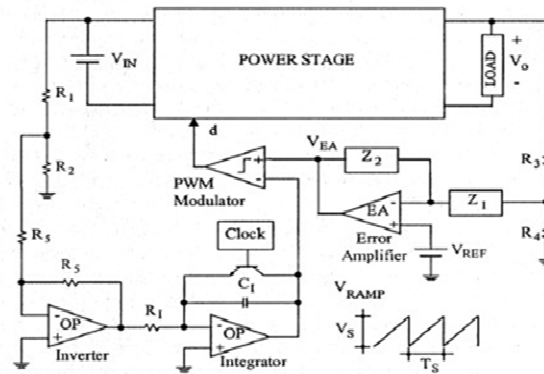 POWER STAGE
V_IN
LOAD
+
V_o
-
R_1
R_2
d
V_EA
Z_2
PWM
Modulator
+
-
EA
-
+
Z_1
R_3
R_4
Error
Amplifier
V_REF
Clock
R_5
R_5
C_I
R_I
-
OP
+
Inverter
-
OP
+
Integrator
V_RAMP
V_S
T_S